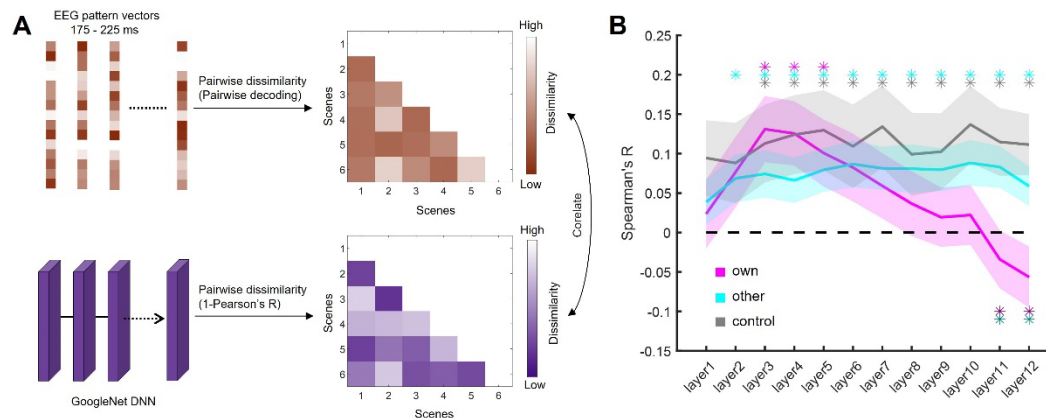 A
EEG pattern vectors
175 - 225 ms
Pairwise dissimilarity
(Pairwise decoding)
High
Dissimilarity
Low
Scenes
1
2
3
4
5
6
1 2 3 4 5 6
Scenes
Corelate
GoogleNet DNN
Pairwise dissimilarity
(1-Pearson's R)
High
Dissimilarity
Low
Scenes
1
2
3
4
5
6
1 2 3 4 5 6
Scenes
B
Spearman's R
0.25
0.2
0.15
0.1
0.05
0
-0.05
-0.1
-0.15
own
other
control
layer1 layer2 layer3 layer4 layer5 layer6 layer7 layer8 layer9 layer10 layer11 layer12